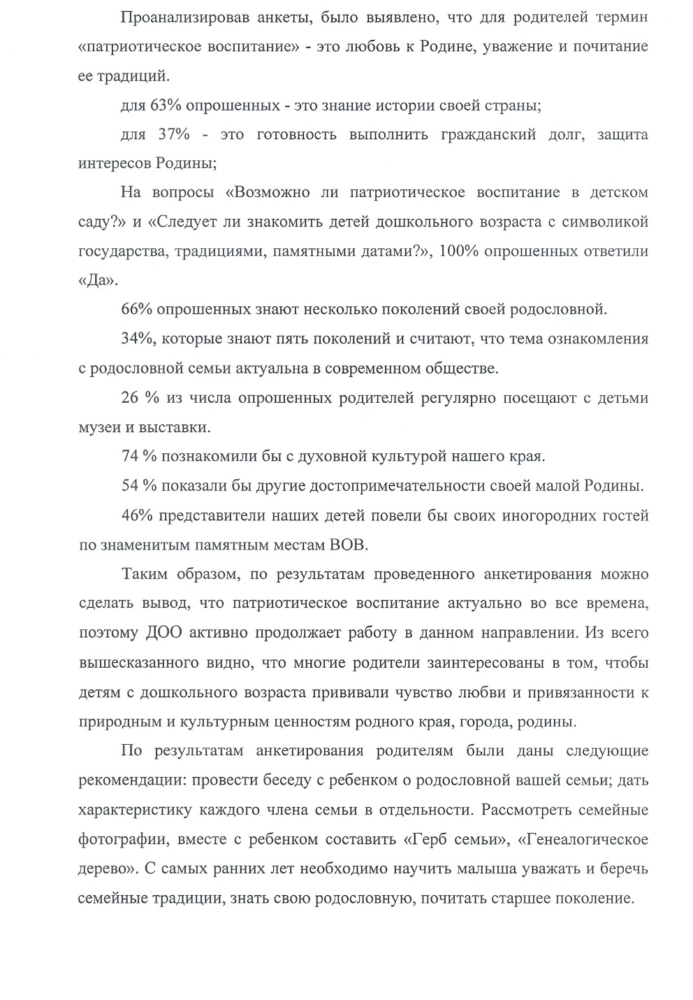 Проанализировав анкеты, было выявлено, что для родителей термин
«патриотическое воспитание» - это любовь к Родине, уважение и почитание
ее традиций.
для 63% опрошенных - это знание истории своей страны;
для 37% - это готовность выполнить гражданский долг, защита
интересов Родины;
На вопросы «Возможно ли патриотическое воспитание в детском
саду?» и «Следует ли знакомить детей дошкольного возраста с символикой
государства, традициями, памятными датами?», 100% опрошенных ответили
«Да».
66% опрошенных знают несколько поколений своей родословной.
34%, которые знают пять поколений и считают, что тема ознакомления
с родословной семьи актуальна в современном обществе.
26 % из числа опрошенных родителей регулярно посещают с детьми
музеи и выставки.
74 % познакомили бы с духовной культурой нашего края.
54 % показали бы другие достопримечательности своей малой Родины.
46% представители наших детей повели бы своих иногородних гостей
по знаменитым памятным местам ВОВ.
Таким образом, по результатам проведенного анкетирования можно
сделать вывод, что патриотическое воспитание актуально во все времена,
поэтому ДОО активно продолжает работу в данном направлении. Из всего
вышесказанного видно, что многие родители заинтересованы в том, чтобы
детям с дошкольного возраста прививали чувство любви и привязанности к
природным и культурным ценностям родного края, города, родины.
По результатам анкетирования родителям были даны следующие
рекомендации: провести беседу с ребенком о родословной вашей семьи; дать
характеристику каждого члена семьи в отдельности. Рассмотреть семейные
фотографии, вместе с ребенком составить «Герб семьи», «Генеалогическое
дерево». С самых ранних лет необходимо научить малыша уважать и беречь
семейные традиции, знать свою родословную, почитать старшее поколение.